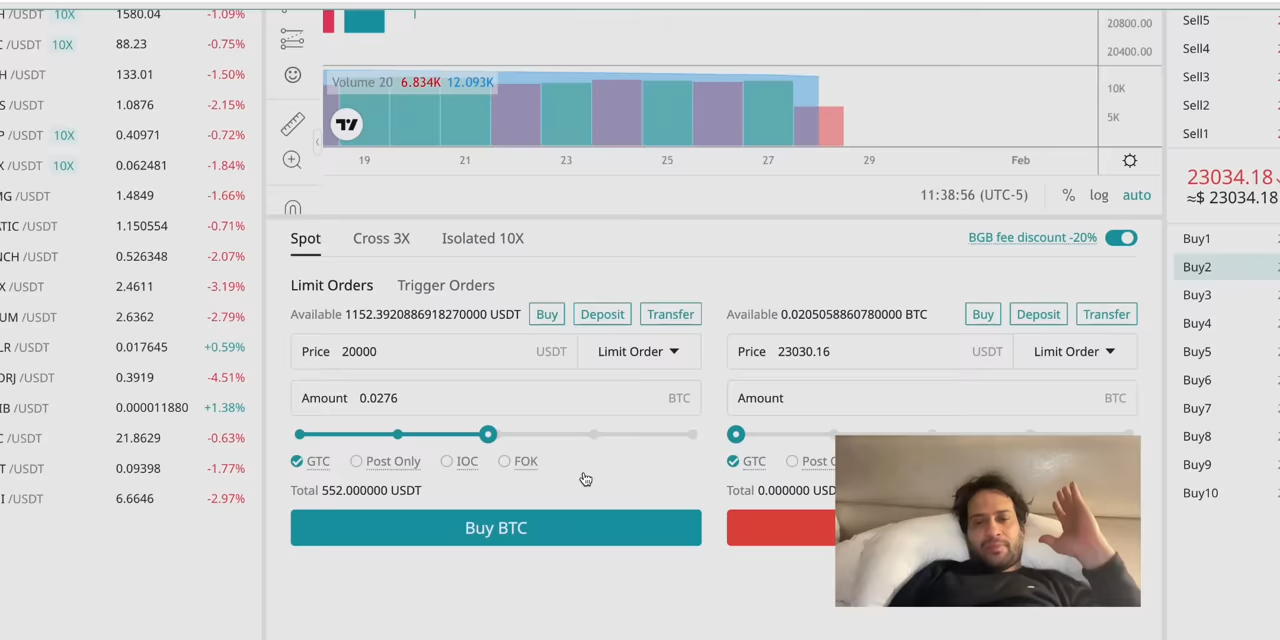 /USDT 10X 1580.04 -1.09%
/USDT 10X 88.23 -0.75%
/USDT 133.01 -1.50%
/USDT 1.0876 -2.15%
/USDT 10X 0.40971 -0.72%
/USDT 10X 0.062481 -1.84%
/USDT 1.4849 -1.66%
/USDT 1.150554 -0.71%
/USDT 0.526348 -2.07%
/USDT 2.4611 -3.19%
/USDT 2.6362 -2.79%
/USDT 0.017645 +0.59%
/USDT 0.3919 -4.51%
/USDT 0.000011880 +1.38%
/USDT 21.8629 -0.63%
/USDT 0.09398 -1.77%
/USDT 6.6646 -2.97%
20800.00
20400.00
Volume 20 6.834K 12.093K
10K
5K
19 21 23 25 27 29 Feb
11:38:56 (UTC-5) % log auto
Spot Cross 3X Isolated 10X
BGB fee discount -20%
Limit Orders Trigger Orders
Available 1152.3920886918270000 USDT Buy Deposit Transfer
Price 20000 USDT Limit Order
Amount 0.0276 BTC
GTC Post Only IOC FOK
Total 552.000000 USDT
Buy BTC
Available 0.0205058860780000 BTC Buy Deposit Transfer
Price 23030.16 USDT Limit Order
Amount BTC
GTC Post
Total 0.000000 USD
Sell5
Sell4
Sell3
Sell2
Sell1
23034.18
≈$ 23034.18
Buy1
Buy2
Buy3
Buy4
Buy5
Buy6
Buy7
Buy8
Buy9
Buy10